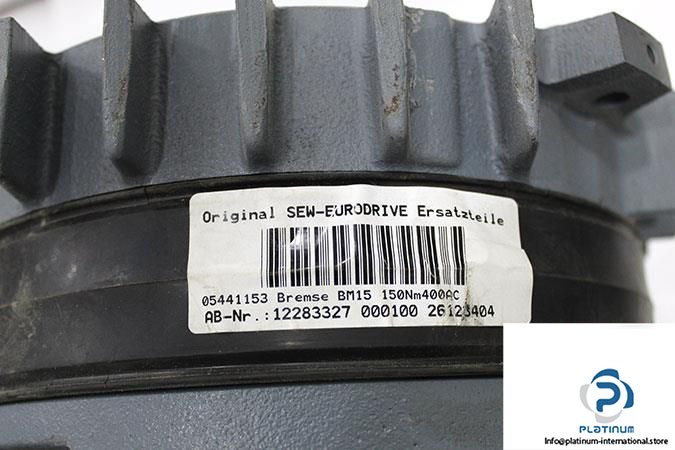 Original SEW-EURODRIVE Ersatzteile
05441153 Bremse BM15 150Nm400AC
AB-Nr.:12283327 000100 26123404
PLATINUM
Info@platinum-international.store